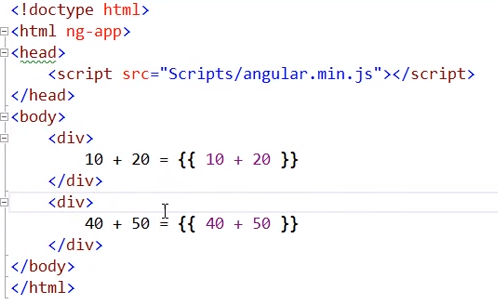 <!doctype html>
<html ng-app>
<head>
<script src="Scripts/angular.min.js"></script>
</head>
<body>
<div>
10 + 20 = {{ 10 + 20 }}
</div>
<div>
40 + 50 = {{ 40 + 50 }}
</div>
</body>
</html>